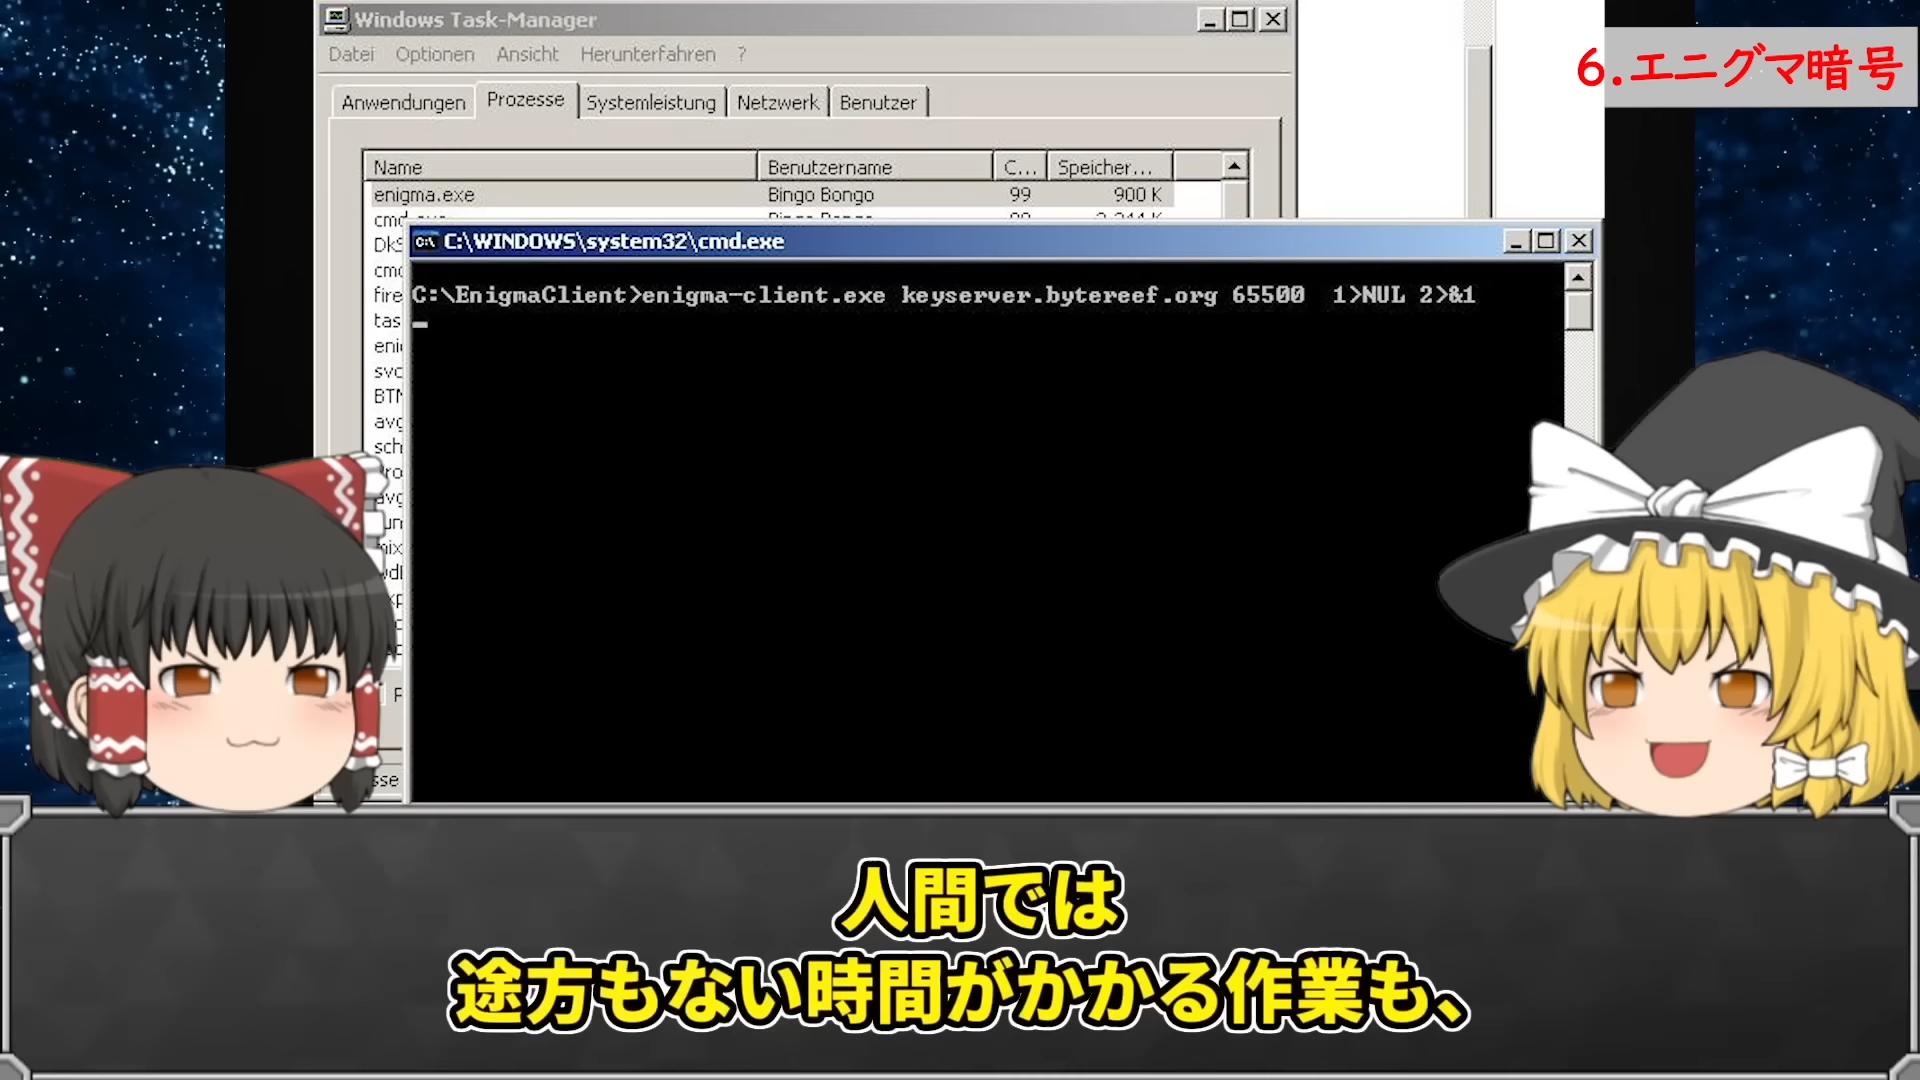 Windows Task-Manager
Datei Optionen Ansicht Herunterfahren ?
6.エニグマ暗号
Anwendungen Prozesse Systemleistung Netzwerk Benutzer
Name Benutzername C... Speicher...
enigma.exe Bingo Bongo 99 900 K
C:\WINDOWS\system32\cmd.exe
C:\EnigmaClient>enigma-client.exe keyserver.bytereef.org 65500 1>NUL 2>&1
人間では
途方もない時間がかかる作業も、